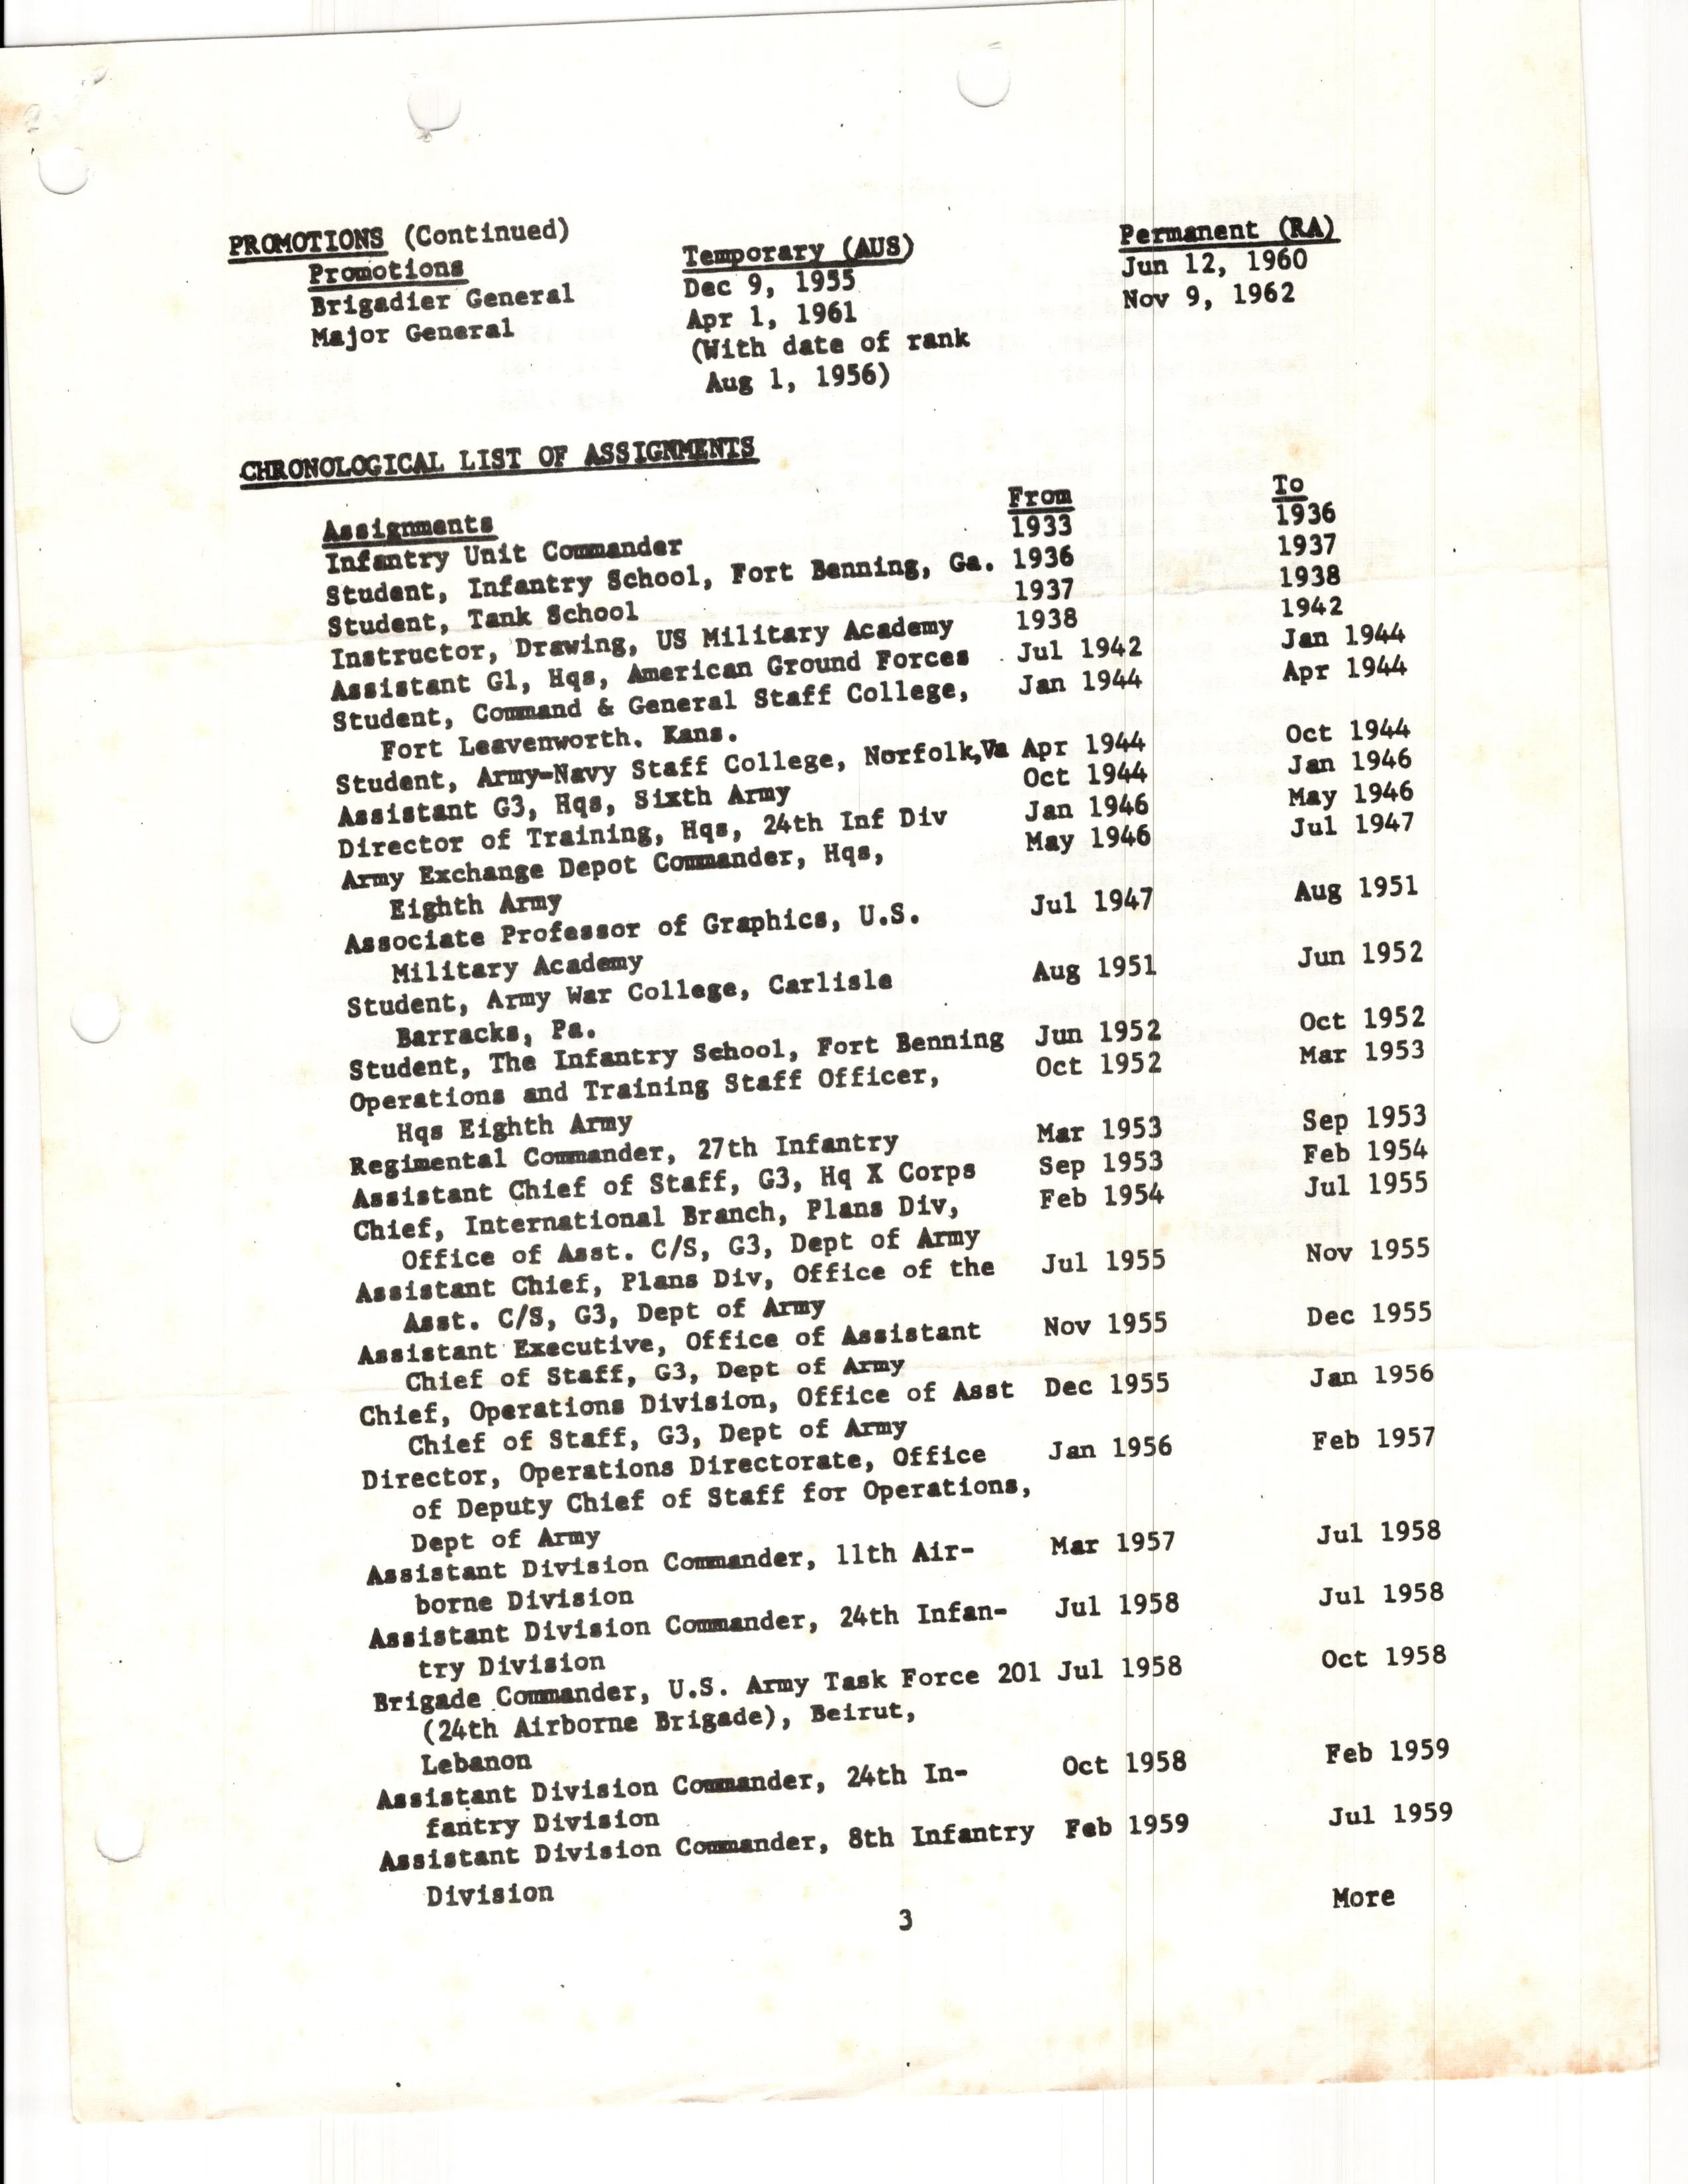 PROMOTIONS (Continued)
Promotions Temporary (AUS) Permanent (RA)
Brigadier General Dec 9, 1955 Jun 12, 1960
Major General Apr 1, 1961 Nov 9, 1962
(With date of rank
Aug 1, 1956)
CHRONOLOGICAL LIST OF ASSIGNMENTS
Assignments From To
Infantry Unit Commander 1933 1936
Student, Infantry School, Fort Benning, Ga. 1936 1937
Student, Tank School 1937 1938
Instructor, Drawing, US Military Academy 1938 1942
Assistant G1, Hqs, American Ground Forces Jul 1942 Jan 1944
Student, Command & General Staff College, Jan 1944 Apr 1944
Fort Leavenworth. Kans.
Student, Army-Navy Staff College, Norfolk,Va Apr 1944 Oct 1944
Assistant G3, Hqs, Sixth Army Oct 1944 Jan 1946
Director of Training, Hqs, 24th Inf Div Jan 1946 May 1946
Army Exchange Depot Commander, Hqs, May 1946 Jul 1947
Eighth Army
Associate Professor of Graphics, U.S. Jul 1947 Aug 1951
Military Academy
Student, Army War College, Carlisle Aug 1951 Jun 1952
Barracks, Pa.
Student, The Infantry School, Fort Benning Jun 1952 Oct 1952
Operations and Training Staff Officer, Oct 1952 Mar 1953
Hqs Eighth Army
Regimental Commander, 27th Infantry Mar 1953 Sep 1953
Assistant Chief of Staff, G3, Hq X Corps Sep 1953 Feb 1954
Chief, International Branch, Plans Div, Feb 1954 Jul 1955
Office of Asst. C/S, G3, Dept of Army
Assistant Chief, Plans Div, Office of the Jul 1955 Nov 1955
Asst. C/S, G3, Dept of Army
Assistant Executive, Office of Assistant Nov 1955 Dec 1955
Chief of Staff, G3, Dept of Army
Chief, Operations Division, Office of Asst Dec 1955 Jan 1956
Chief of Staff, G3, Dept of Army
Director, Operations Directorate, Office Jan 1956 Feb 1957
of Deputy Chief of Staff for Operations,
Dept of Army
Assistant Division Commander, 11th Air- Mar 1957 Jul 1958
borne Division
Assistant Division Commander, 24th Infan- Jul 1958 Jul 1958
try Division
Brigade Commander, U.S. Army Task Force 201 Jul 1958 Oct 1958
(24th Airborne Brigade), Beirut,
Lebanon
Assistant Division Commander, 24th In- Oct 1958 Feb 1959
fantry Division
Assistant Division Commander, 8th Infantry Feb 1959 Jul 1959
Division
More
3